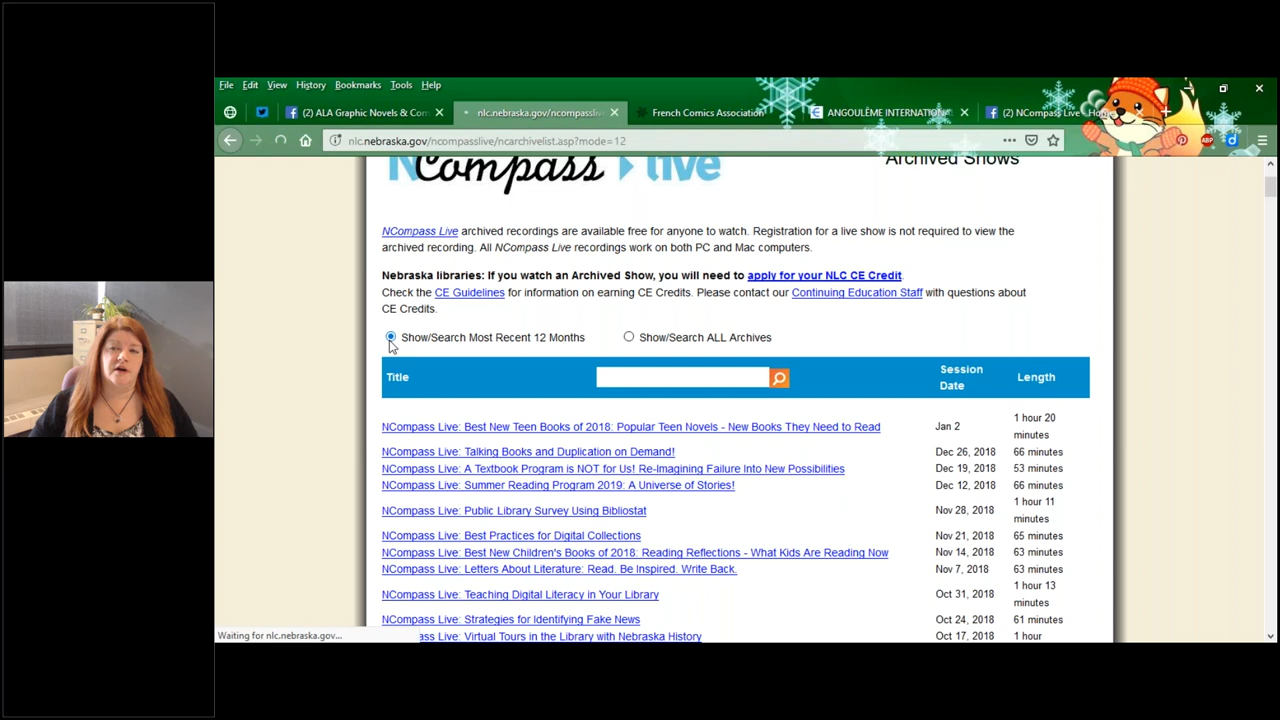 File Edit View History Bookmarks Tools Help
(2) ALA Graphic Novels & Com
nlc.nebraska.gov/ncompassliv
French Comics Association
ANGOULÊME INTERNATION
(2) NCompass Live - Home
nlc.nebraska.gov/ncompasslive/ncarchivelist.asp?mode=12
NCompass live
Archived Shows
NCompass Live archived recordings are available free for anyone to watch. Registration for a live show is not required to view the
archived recording. All NCompass Live recordings work on both PC and Mac computers.
Nebraska libraries: If you watch an Archived Show, you will need to apply for your NLC CE Credit.
Check the CE Guidelines for information on earning CE Credits. Please contact our Continuing Education Staff with questions about
CE Credits.
Show/Search Most Recent 12 Months Show/Search ALL Archives
Title Session Date Length
NCompass Live: Best New Teen Books of 2018: Popular Teen Novels - New Books They Need to Read Jan 2 1 hour 20 minutes
NCompass Live: Talking Books and Duplication on Demand! Dec 26, 2018 66 minutes
NCompass Live: A Textbook Program is NOT for Us! Re-Imagining Failure Into New Possibilities Dec 19, 2018 53 minutes
NCompass Live: Summer Reading Program 2019: A Universe of Stories! Dec 12, 2018 66 minutes
NCompass Live: Public Library Survey Using Bibliostat Nov 28, 2018 1 hour 11 minutes
NCompass Live: Best Practices for Digital Collections Nov 21, 2018 65 minutes
NCompass Live: Best New Children's Books of 2018: Reading Reflections - What Kids Are Reading Now Nov 14, 2018 63 minutes
NCompass Live: Letters About Literature: Read. Be Inspired. Write Back. Nov 7, 2018 63 minutes
NCompass Live: Teaching Digital Literacy in Your Library Oct 31, 2018 1 hour 13 minutes
NCompass Live: Strategies for Identifying Fake News Oct 24, 2018 61 minutes
ss Live: Virtual Tours in the Library with Nebraska History Oct 17, 2018 1 hour
Waiting for nlc.nebraska.gov...